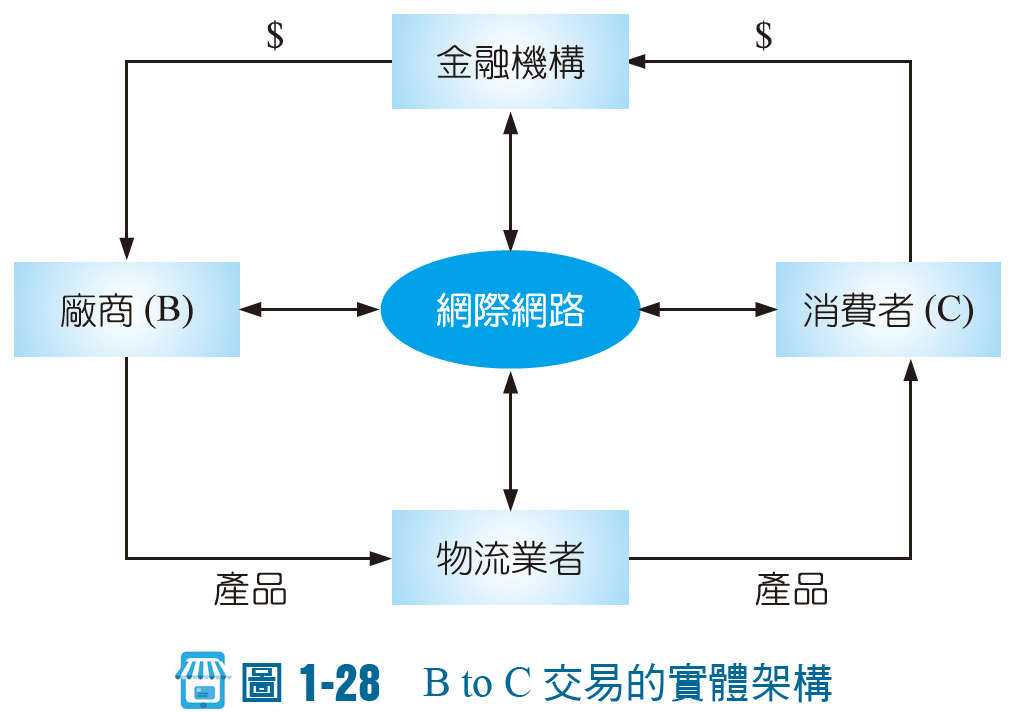 $ $
金融機構
廠商 (B) 網際網路 消費者 (C)
物流業者
產品 產品
圖 1-28 B to C 交易的實體架構